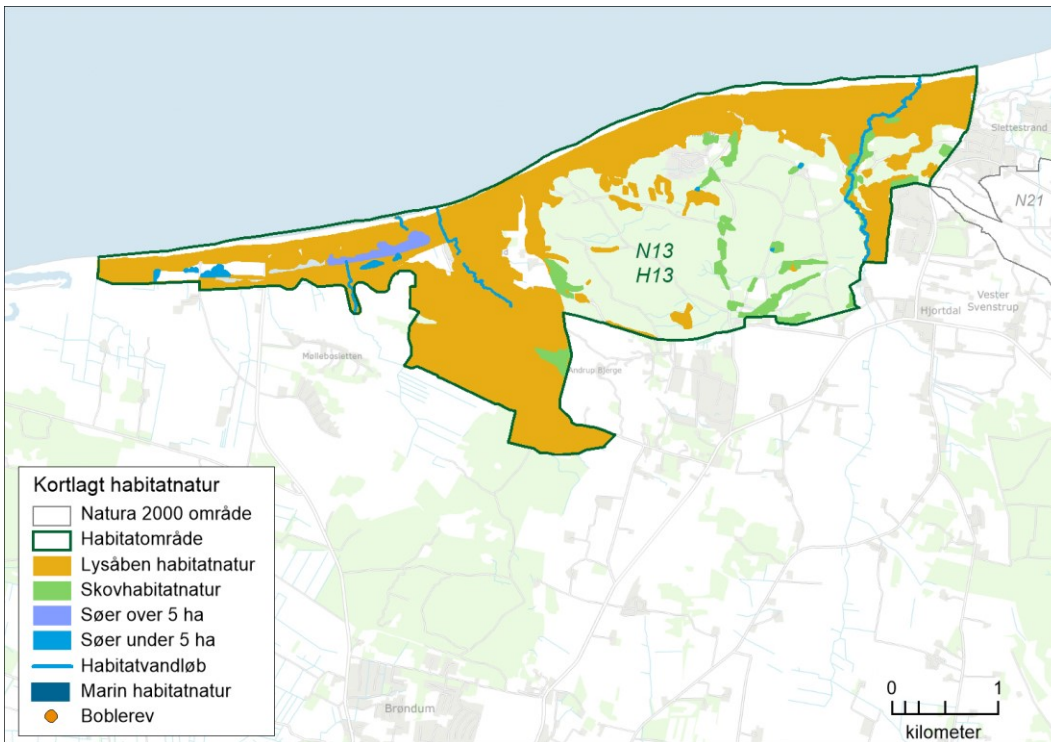 Slettestrand
N21
N13
H13
Hjortdal
Vester
Svenstrup
Møllebosletten
Andrup Bjerge
Kortlagt habitatnatur
Natura 2000 område
Habitatområde
Lysåben habitatnatur
Skovhabitatnatur
Søer over 5 ha
Søer under 5 ha
Habitatvandløb
Marin habitatnatur
Boblerev
Brøndum
0 1
kilometer